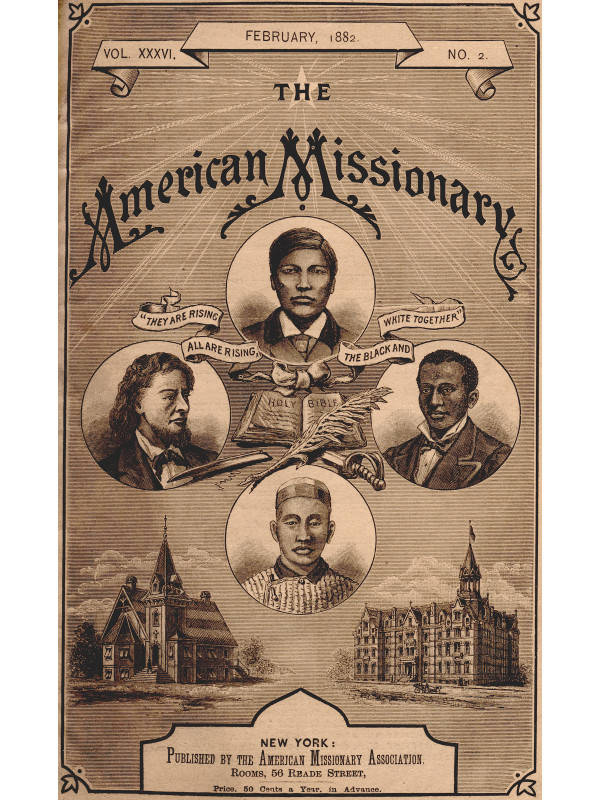 FEBRUARY, 1882.
VOL. XXXVI.
NO. 2.
THE
American Missionary
"THEY ARE RISING
ALL ARE RISING,
THE BLACK AND
WHITE TOGETHER"
HOLY BIBLE
NEW YORK:
PUBLISHED BY THE AMERICAN MISSIONARY ASSOCIATION.
ROOMS, 56 READE STREET,
Price, 50 Cents a Year, in Advance.